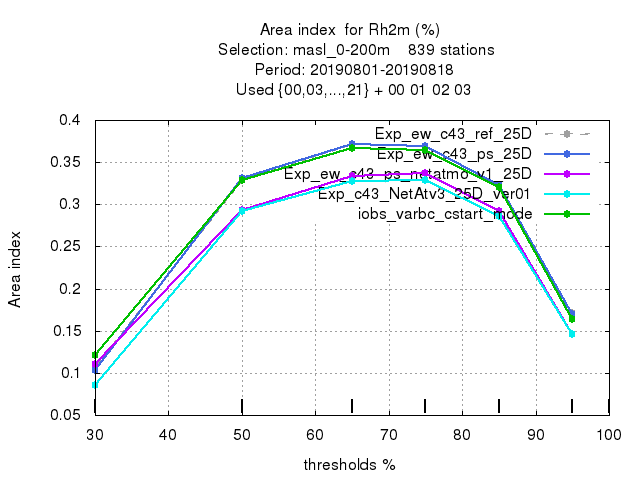 Area index  for Rh2m (%)
Selection: masl_0-200m    839 stations
Period: 20190801-20190818
Used {00,03,...,21} + 00 01 02 03
Exp_ew_c43_ref_25D
Exp_ew_c43_ps_25D
Exp_ew_c43_ps_netatmo_v1_25D
Exp_c43_NetAtv3_25D_ver01
iobs_varbc_cstart_mode
Area index
0.4
0.35
0.3
0.25
0.2
0.15
0.1
0.05
30 40 50 60 70 80 90 100
thresholds %